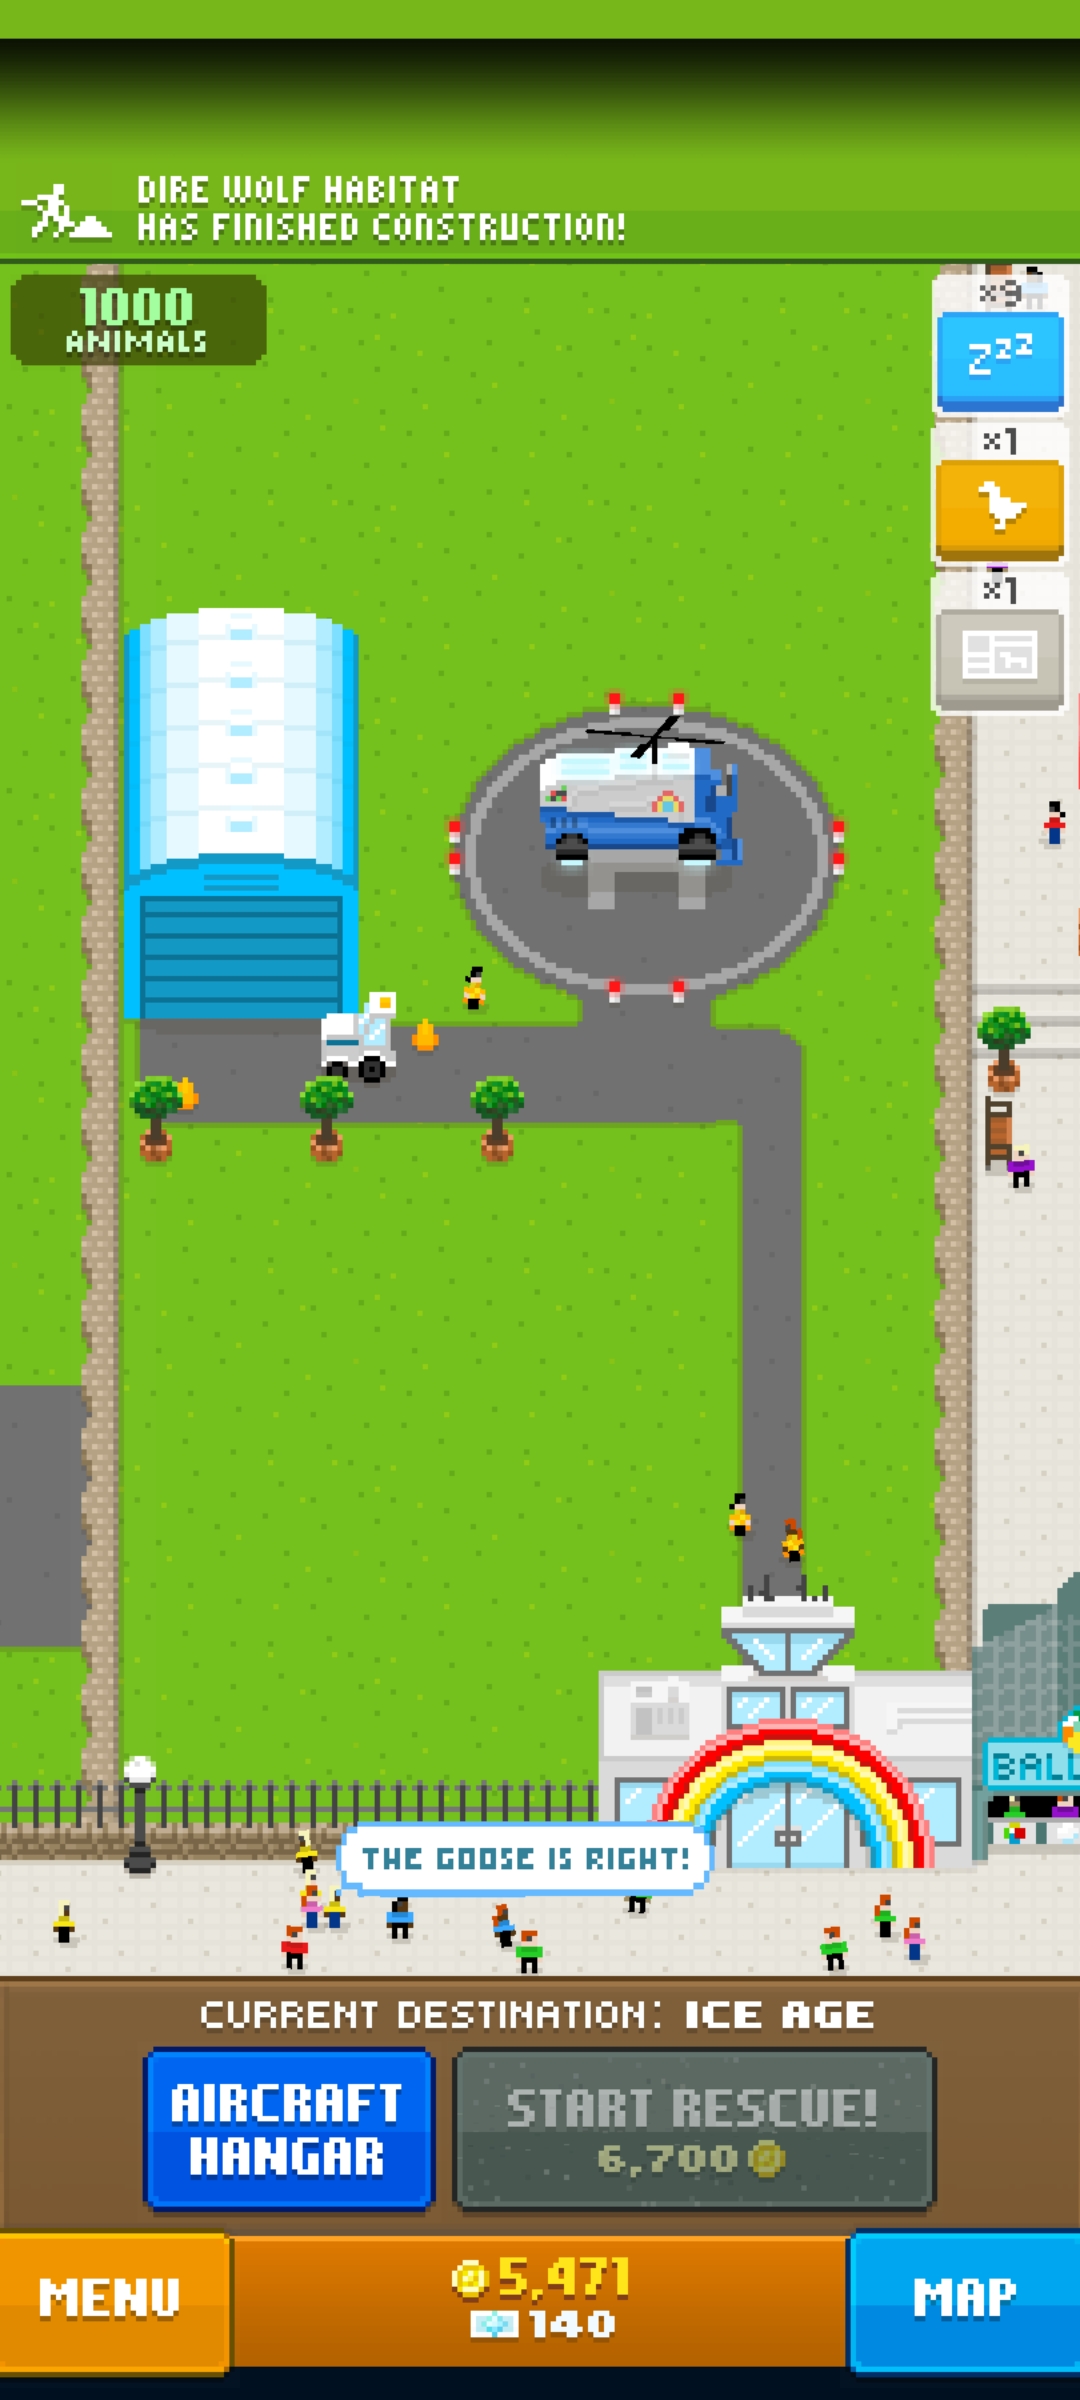 DIRE WOLF HABITAT
HAS FINISHED CONSTRUCTION!
1000
ANIMALS
×9
zzz
×1
×1
BALL
THE GOOSE IS RIGHT!
CURRENT DESTINATION: ICE AGE
AIRCRAFT
HANGAR
START RESCUE!
6,700
MENU
5,471
140
MAP